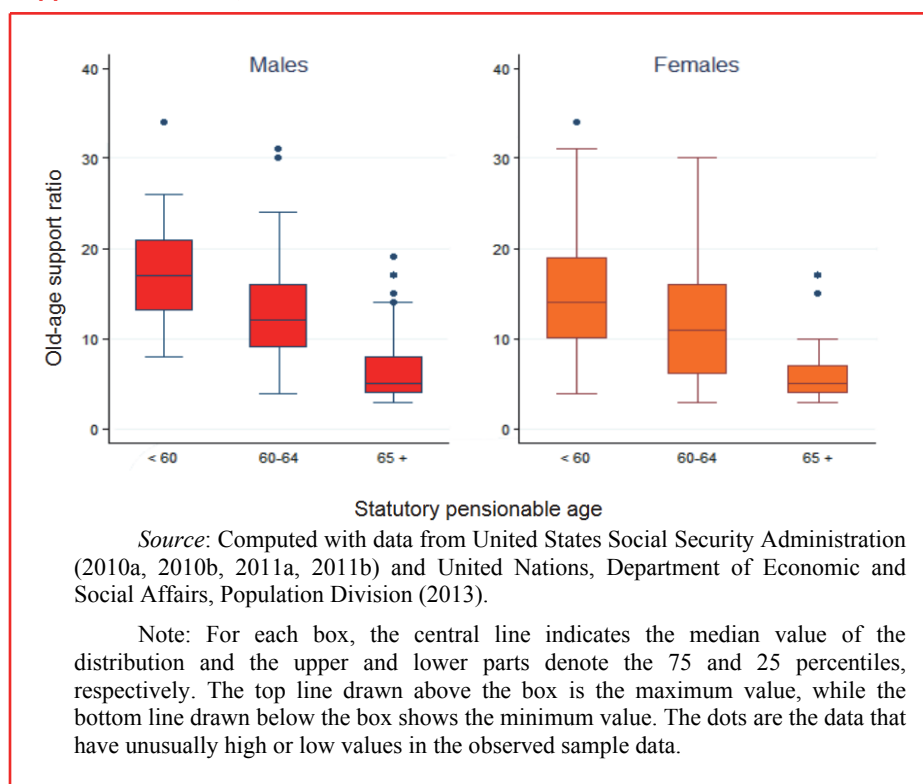 Males
Females
40
30
20
10
0
40
30
20
10
0
Old-age support ratio
< 60
60-64
65 +
< 60
60-64
65 +
Statutory pensionable age
Source: Computed with data from United States Social Security Administration
(2010a, 2010b, 2011a, 2011b) and United Nations, Department of Economic and
Social Affairs, Population Division (2013).
Note: For each box, the central line indicates the median value of the
distribution and the upper and lower parts denote the 75 and 25 percentiles,
respectively. The top line drawn above the box is the maximum value, while the
bottom line drawn below the box shows the minimum value. The dots are the data that
have unusually high or low values in the observed sample data.